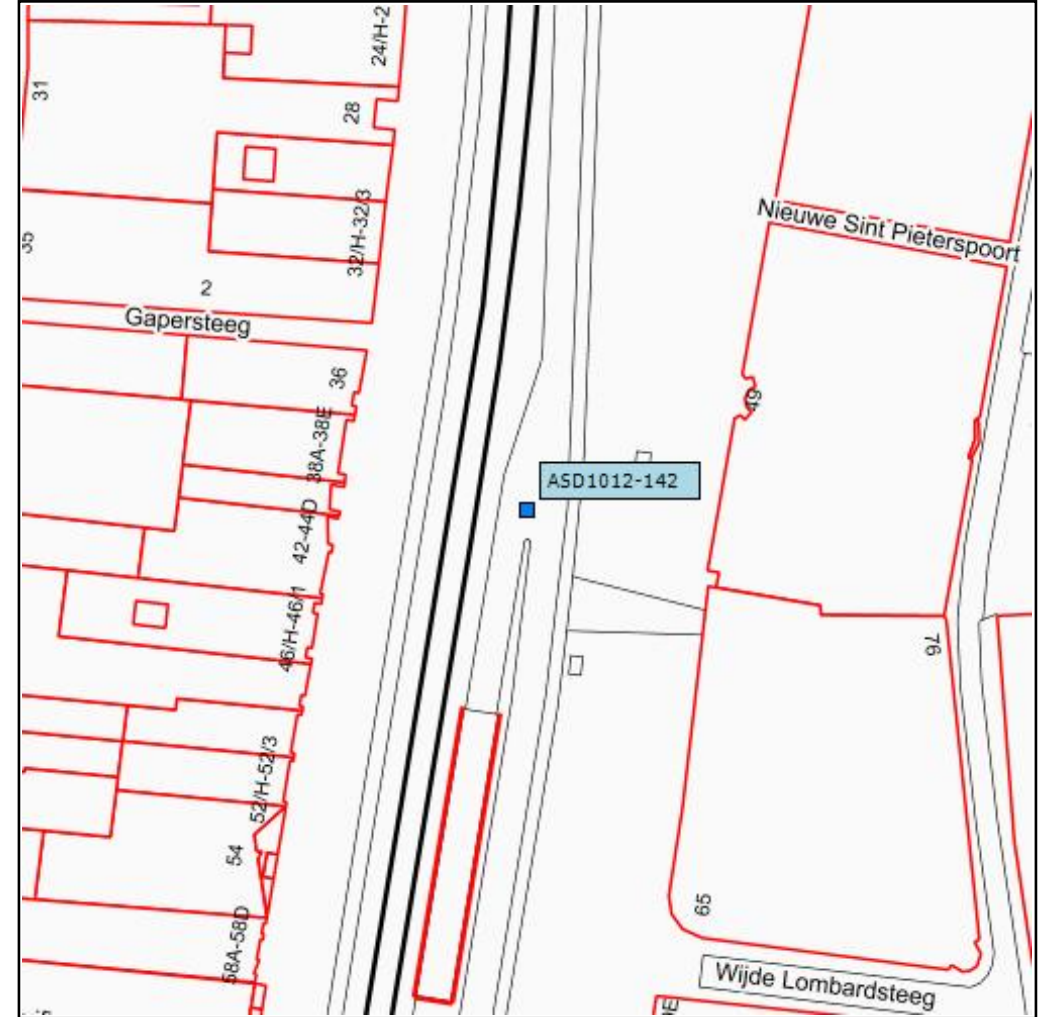 24/H-2
31
28
32/H-32/3
Nieuwe Sint Pieterspoort
2
Gapersteeg
36
49
38A-38E
ASD1012-142
42-44D
46/H-46/1
76
52/H-52/3
54
65
58A-58D
Wijde Lombardsteeg